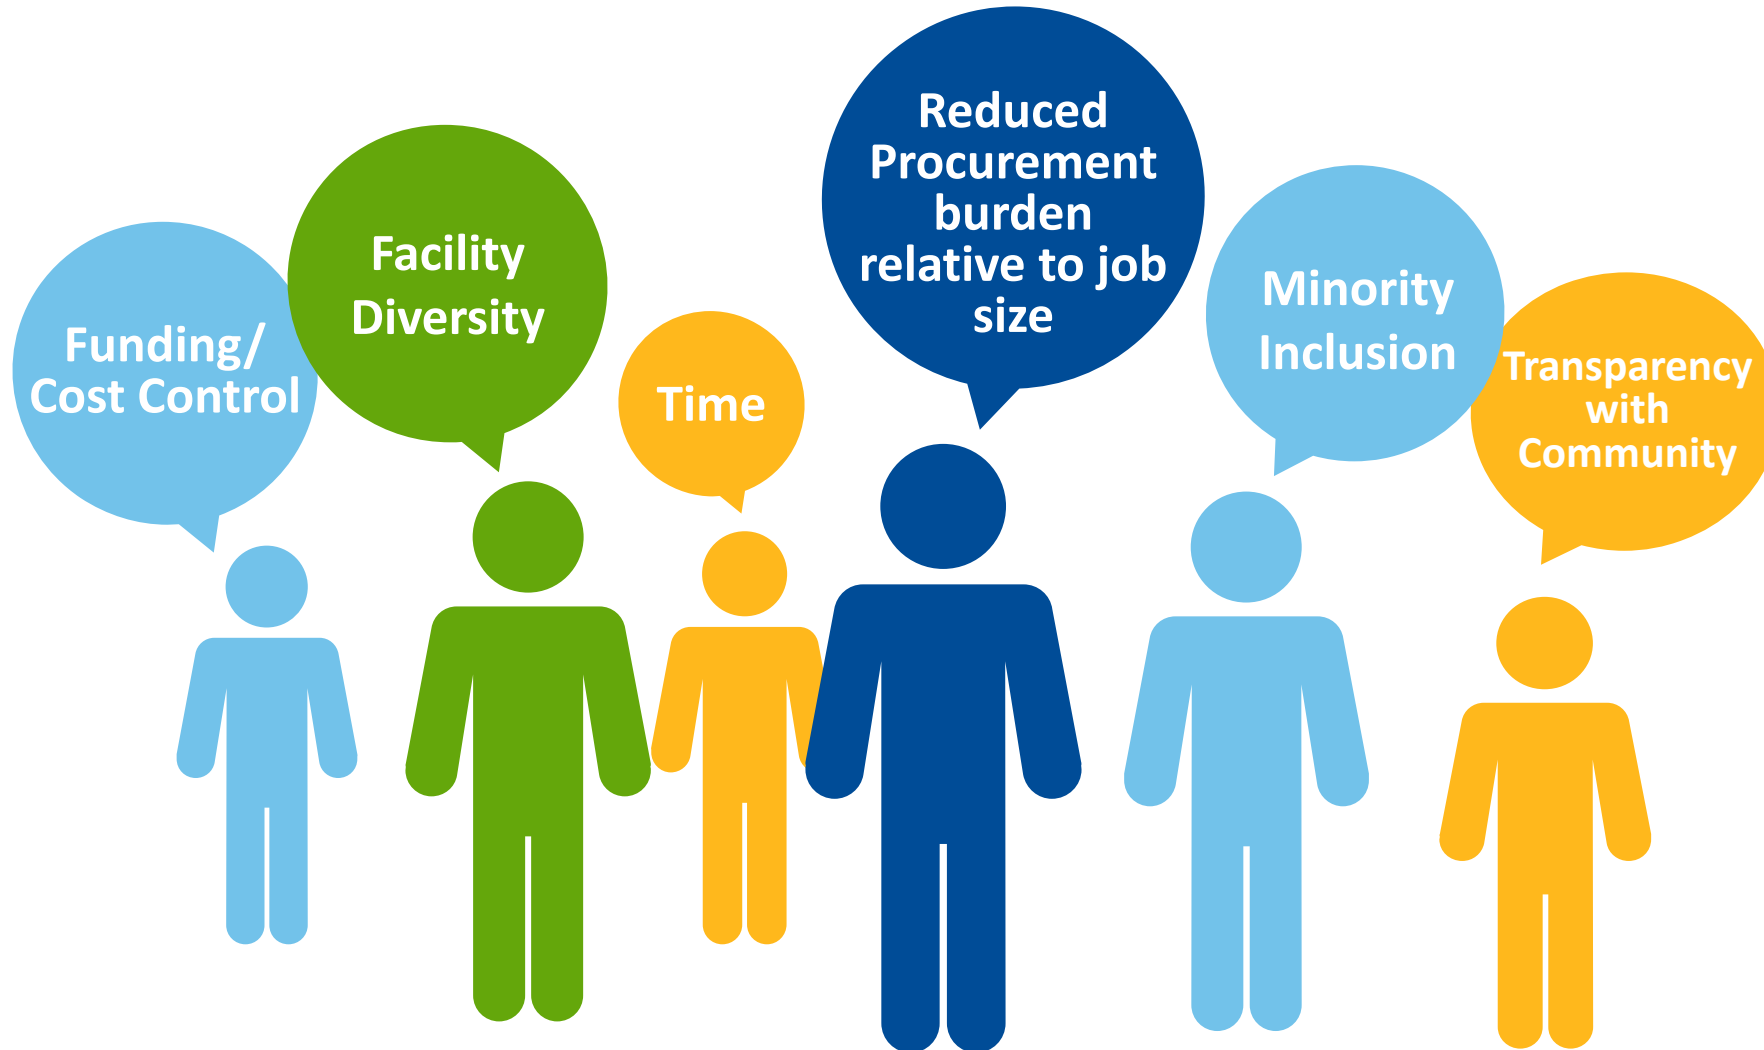 Funding/
Cost Control
Facility
Diversity
Time
Reduced
Procurement
burden
relative to job
size
Minority
Inclusion
Transparency
with
Community